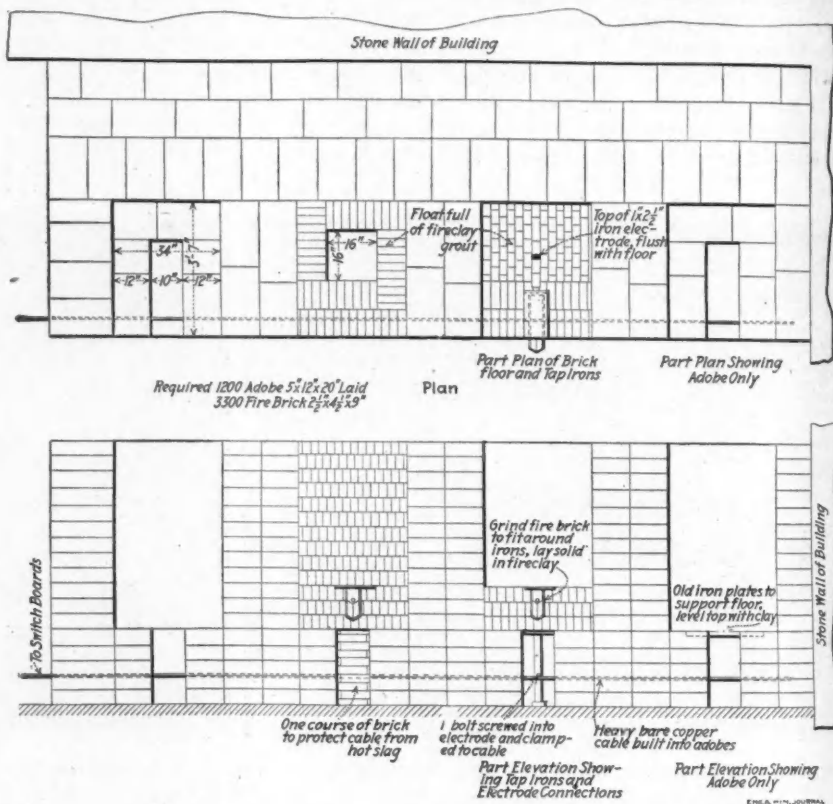 Stone Wall of Building
Float full
of fireclay
grout
Top of 1"x2½"
iron elec-
trode, flush
with floor
34"
5'
16"
16"
12"
10"
12"
Part Plan of Brick
floor and Tap Irons
Part Plan Showing
Adobe Only
Required 1200 Adobe 5"x12"x20" Laid
3300 Fire Brick 2½"x4½"x9"
Plan
Stone Wall of Building
To Switch Boards
Grind fire brick
to fit around
irons, lay solid
in fireclay
Old iron plates to
support floor,
level top with clay
One course of brick
to protect cable from
hot slag
1 bolt screwed into
electrode and clamp-
ed to cable
Heavy bare copper
cable built into adobes
Part Elevation Show-
ing Tap Irons and
Electrode Connections
Part Elevation Showing
Adobe Only
ENG. & MIN. JOURNAL